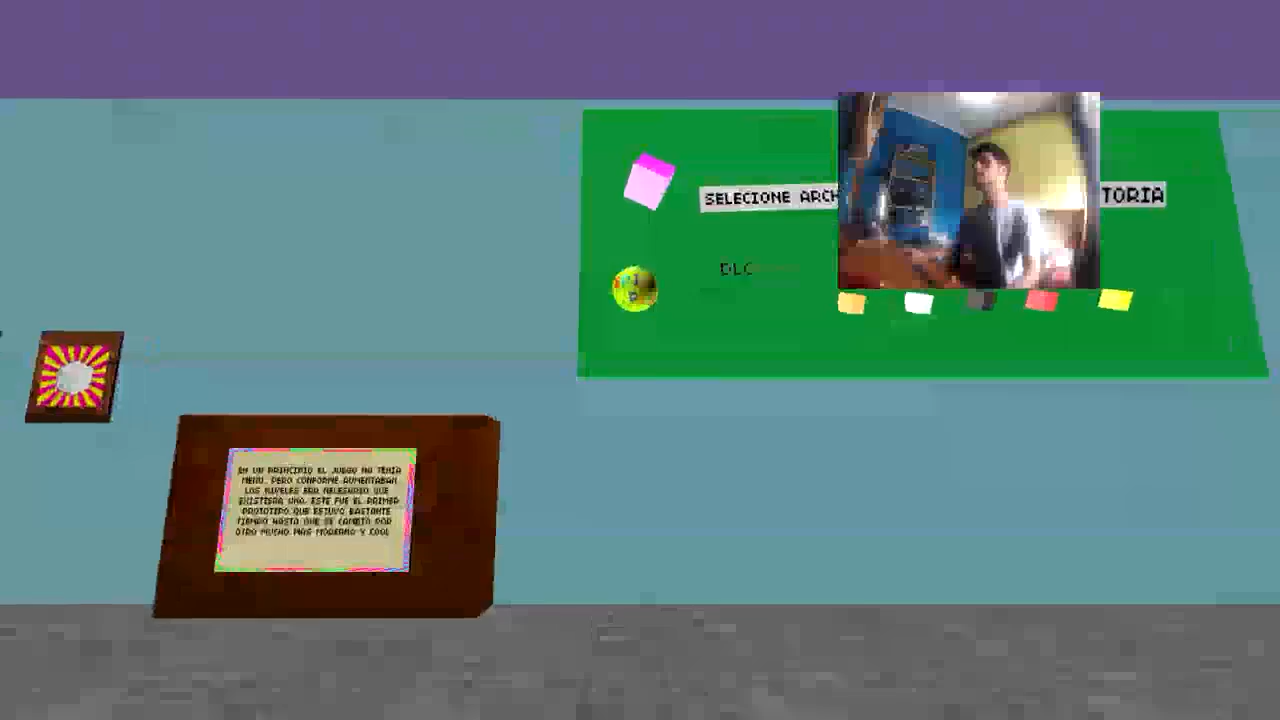 SELECIONE ARCH
TORIA
DLC
EN UN PRINCIPIO EL JUEGO NO TENIA
MENU, PERO CONFORME AUMENTABAN
LOS NIVELES ERA NECESARIO QUE
EXISTIERA UNA. ESTE FUE EL PRIMER
PROTOTIPO QUE ESTUVO BASTANTE
TIEMPO HASTA QUE SE CAMBIO POR
OTRO MUCHO MAS MODERNO Y COOL